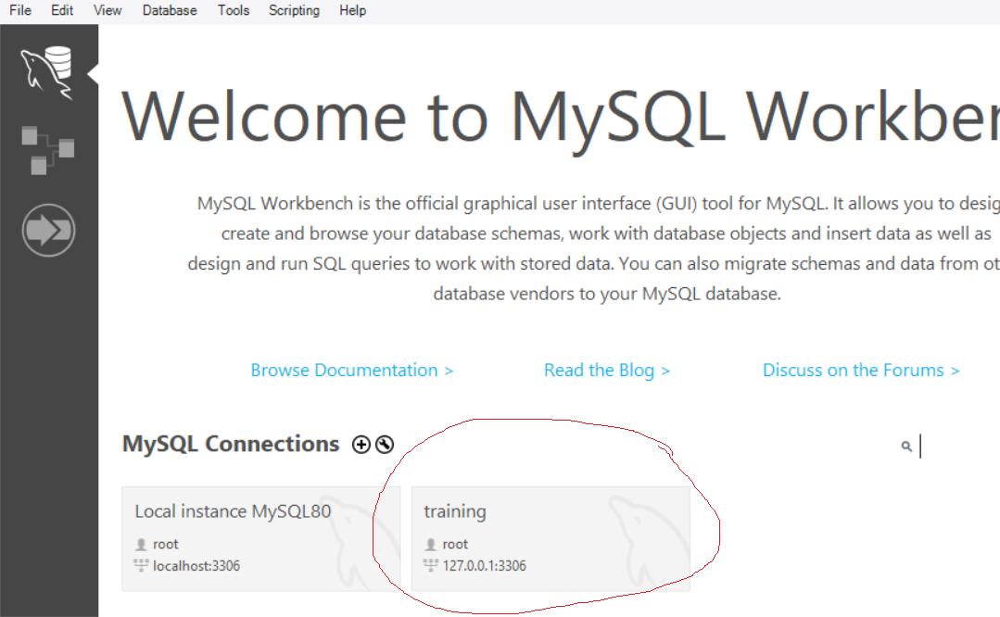 File Edit View Database Tools Scripting Help
Welcome to MySQL Workben
MySQL Workbench is the official graphical user interface (GUI) tool for MySQL. It allows you to desig
create and browse your database schemas, work with database objects and insert data as well as
design and run SQL queries to work with stored data. You can also migrate schemas and data from ot
database vendors to your MySQL database.
Browse Documentation > Read the Blog > Discuss on the Forums >
MySQL Connections
Local instance MySQL80
root
localhost:3306
training
root
127.0.0.1:3306